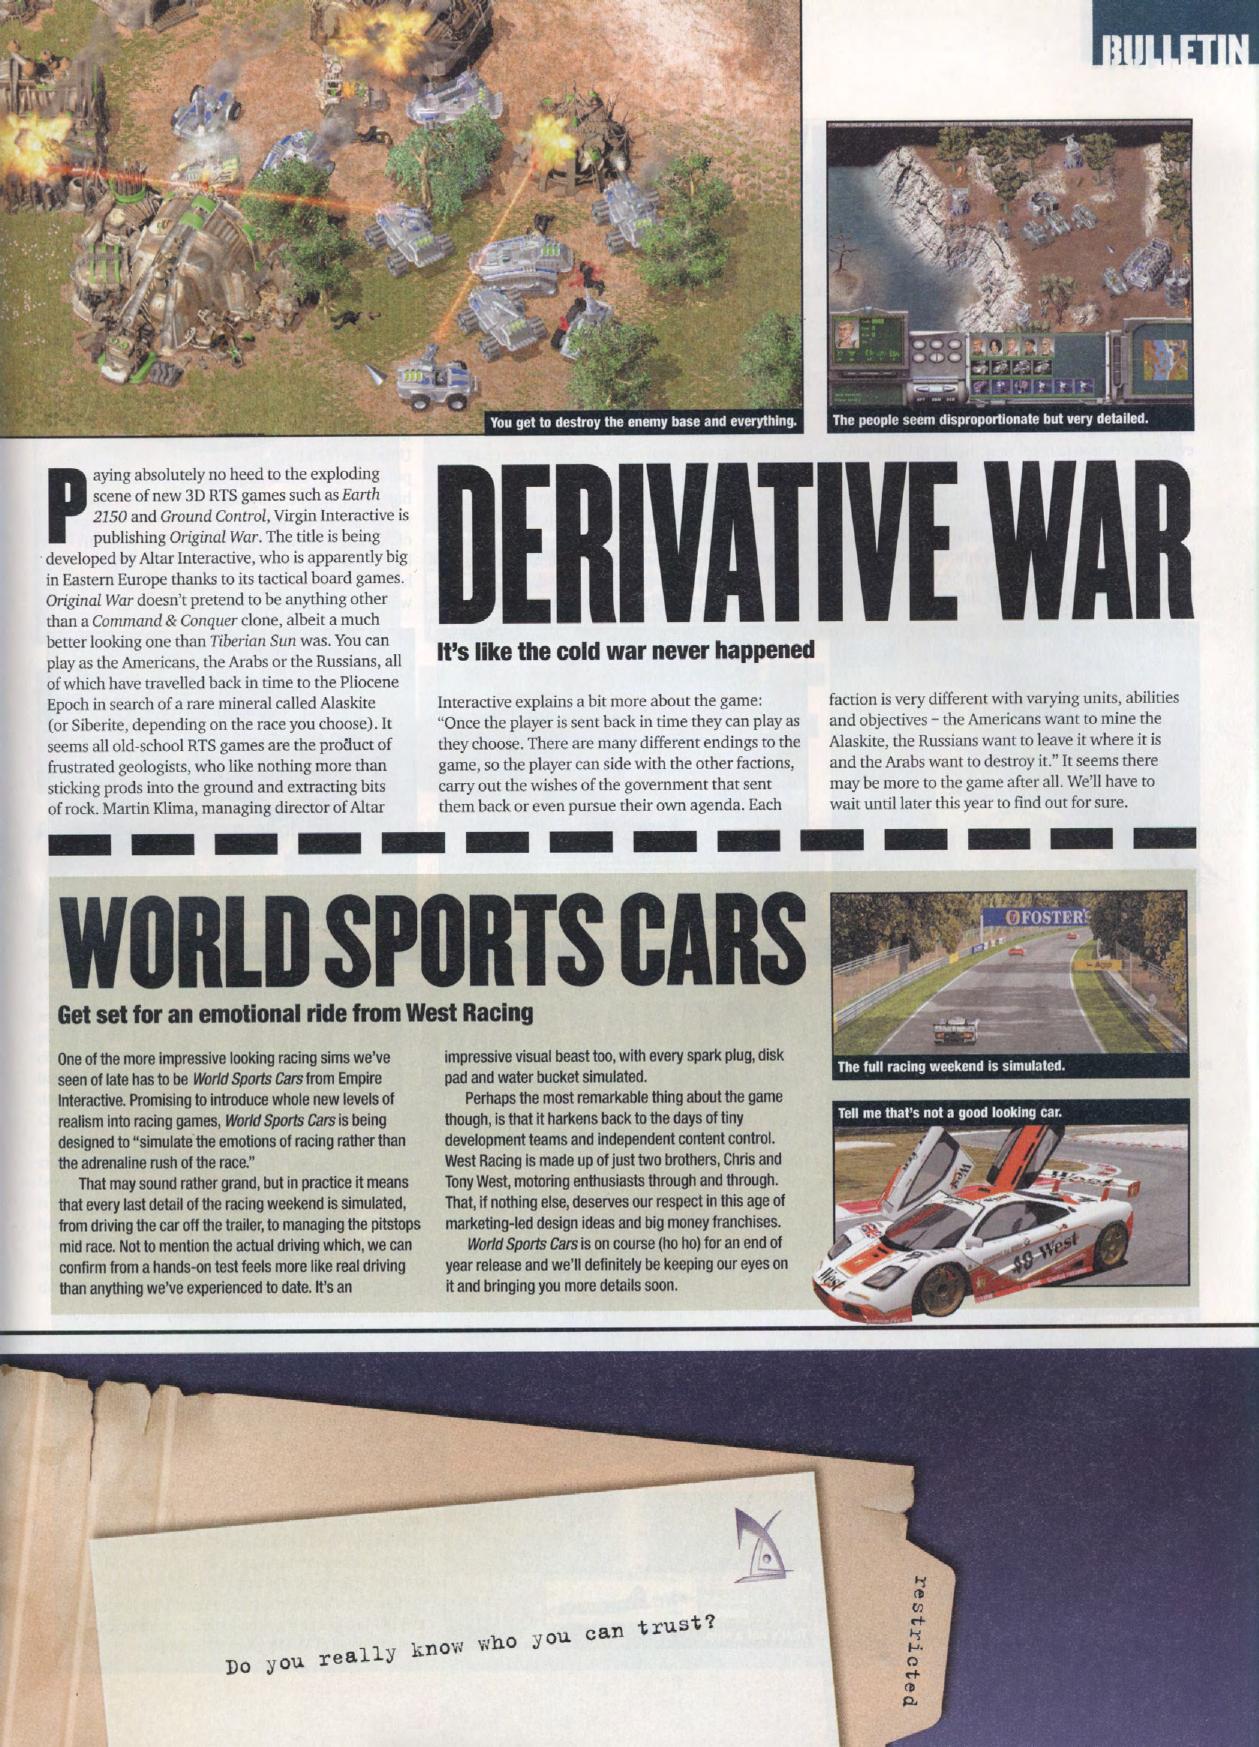 BULLETIN
You get to destroy the enemy base and everything.
The people seem disproportionate but very detailed.
DERIVATIVE WAR
It's like the cold war never happened
Paying absolutely no heed to the exploding
scene of new 3D RTS games such as Earth
2150 and Ground Control, Virgin Interactive is
publishing Original War. The title is being
developed by Altar Interactive, who is apparently big
in Eastern Europe thanks to its tactical board games.
Original War doesn't pretend to be anything other
than a Command & Conquer clone, albeit a much
better looking one than Tiberian Sun was. You can
play as the Americans, the Arabs or the Russians, all
of which have travelled back in time to the Pliocene
Epoch in search of a rare mineral called Alaskite
(or Siberite, depending on the race you choose). It
seems all old-school RTS games are the product of
frustrated geologists, who like nothing more than
sticking prods into the ground and extracting bits
of rock. Martin Klima, managing director of Altar
Interactive explains a bit more about the game:
"Once the player is sent back in time they can play as
they choose. There are many different endings to the
game, so the player can side with the other factions,
carry out the wishes of the government that sent
them back or even pursue their own agenda. Each
faction is very different with varying units, abilities
and objectives – the Americans want to mine the
Alaskite, the Russians want to leave it where it is
and the Arabs want to destroy it." It seems there
may be more to the game after all. We'll have to
wait until later this year to find out for sure.
WORLD SPORTS CARS
Get set for an emotional ride from West Racing
One of the more impressive looking racing sims we've
seen of late has to be World Sports Cars from Empire
Interactive. Promising to introduce whole new levels of
realism into racing games, World Sports Cars is being
designed to "simulate the emotions of racing rather than
the adrenaline rush of the race."
That may sound rather grand, but in practice it means
that every last detail of the racing weekend is simulated,
from driving the car off the trailer, to managing the pitstops
mid race. Not to mention the actual driving which, we can
confirm from a hands-on test feels more like real driving
than anything we've experienced to date. It's an
impressive visual beast too, with every spark plug, disk
pad and water bucket simulated.
Perhaps the most remarkable thing about the game
though, is that it harkens back to the days of tiny
development teams and independent content control.
West Racing is made up of just two brothers, Chris and
Tony West, motoring enthusiasts through and through.
That, if nothing else, deserves our respect in this age of
marketing-led design ideas and big money franchises.
World Sports Cars is on course (ho ho) for an end of
year release and we'll definitely be keeping our eyes on
it and bringing you more details soon.
FOSTER'S
The full racing weekend is simulated.
Tell me that's not a good looking car.
West
West
West
West
Do you really know who you can trust?
restricted